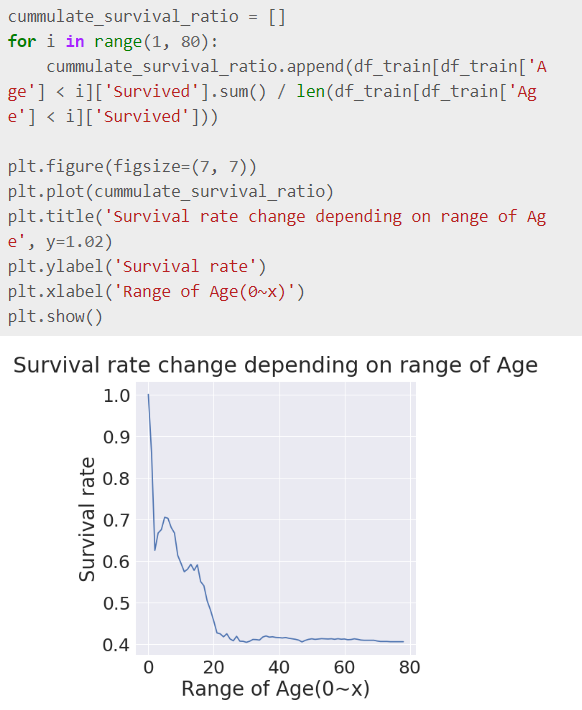 cummulate_survival_ratio = []
for i in range(1, 80):
    cummulate_survival_ratio.append(df_train[df_train['A
ge'] < i]['Survived'].sum() / len(df_train[df_train['Ag
e'] < i]['Survived']))
plt.figure(figsize=(7, 7))
plt.plot(cummulate_survival_ratio)
plt.title('Survival rate change depending on range of Ag
e', y=1.02)
plt.ylabel('Survival rate')
plt.xlabel('Range of Age(0~x)')
plt.show()
Survival rate change depending on range of Age
Survival rate
1.0
0.9
0.8
0.7
0.6
0.5
0.4
0 20 40 60 80
Range of Age(0~x)